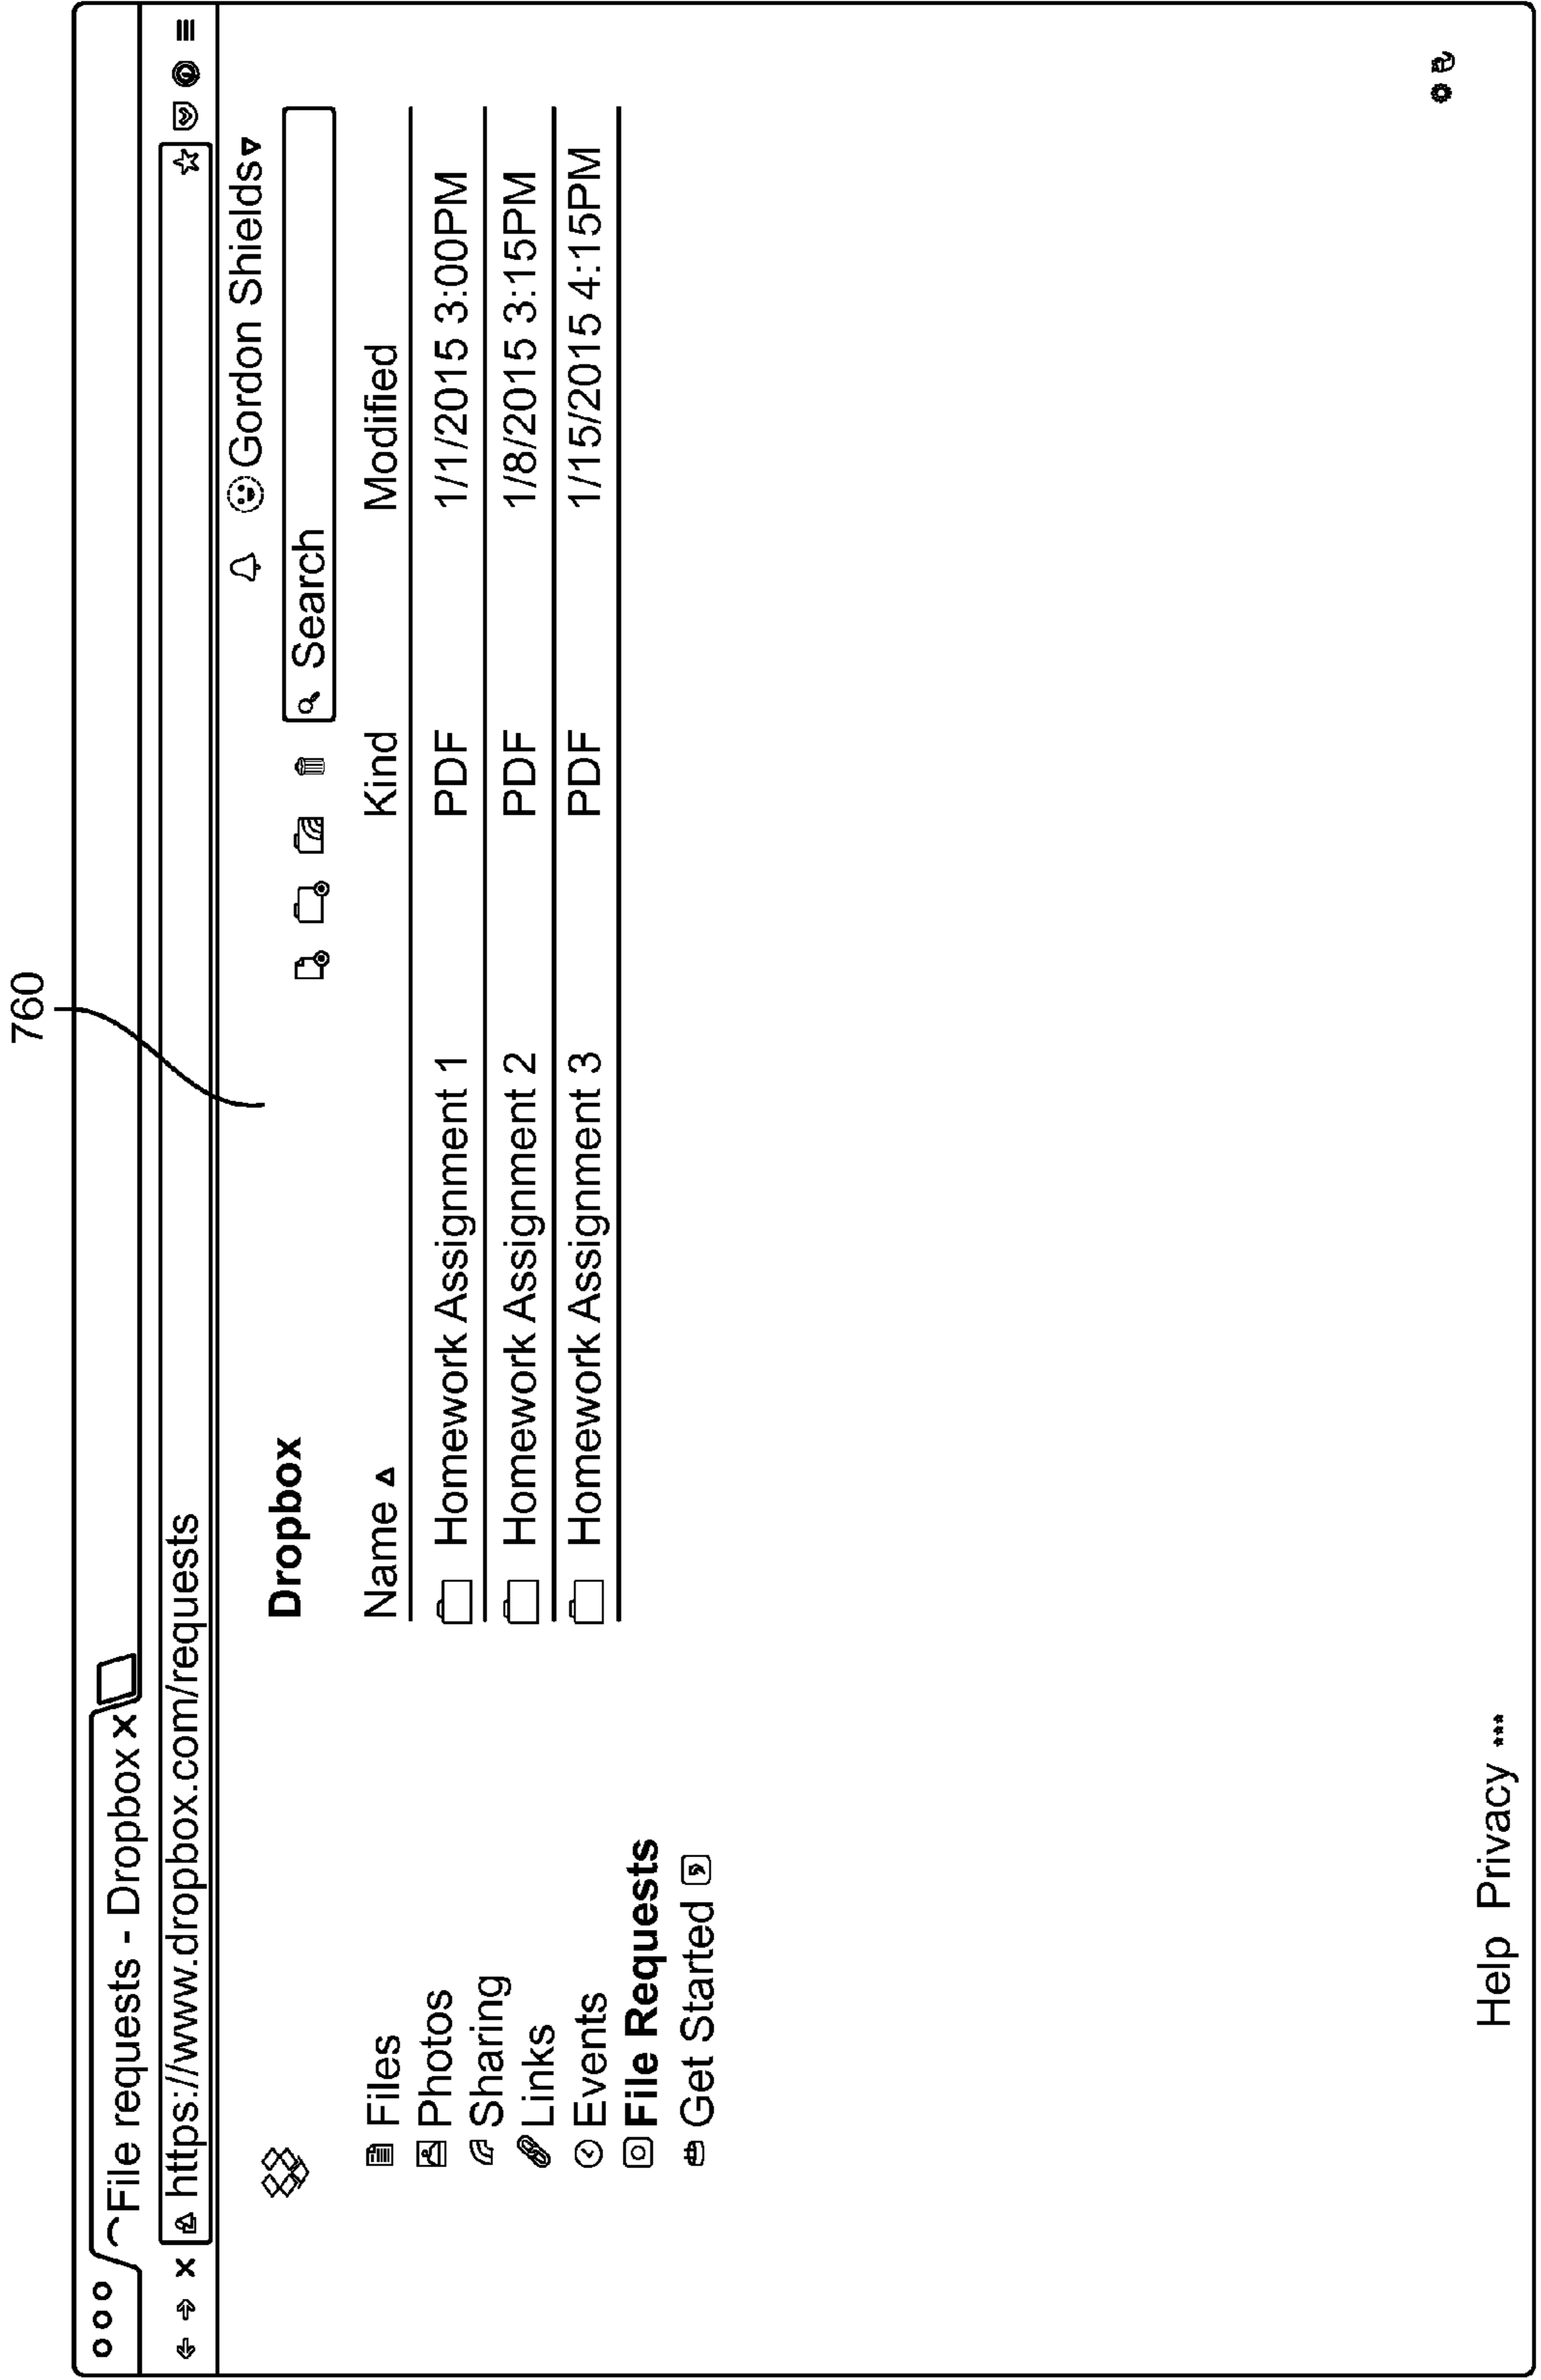 760
File requests - Dropbox x
https://www.dropbox.com/requests
Gordon Shields
Dropbox
Search
Name Kind Modified
Homework Assignment 1 PDF 1/1/2015 3:00PM
Homework Assignment 2 PDF 1/8/2015 3:15PM
Homework Assignment 3 PDF 1/15/2015 4:15PM
Files
Photos
Sharing
Links
Events
File Requests
Get Started
Help Privacy